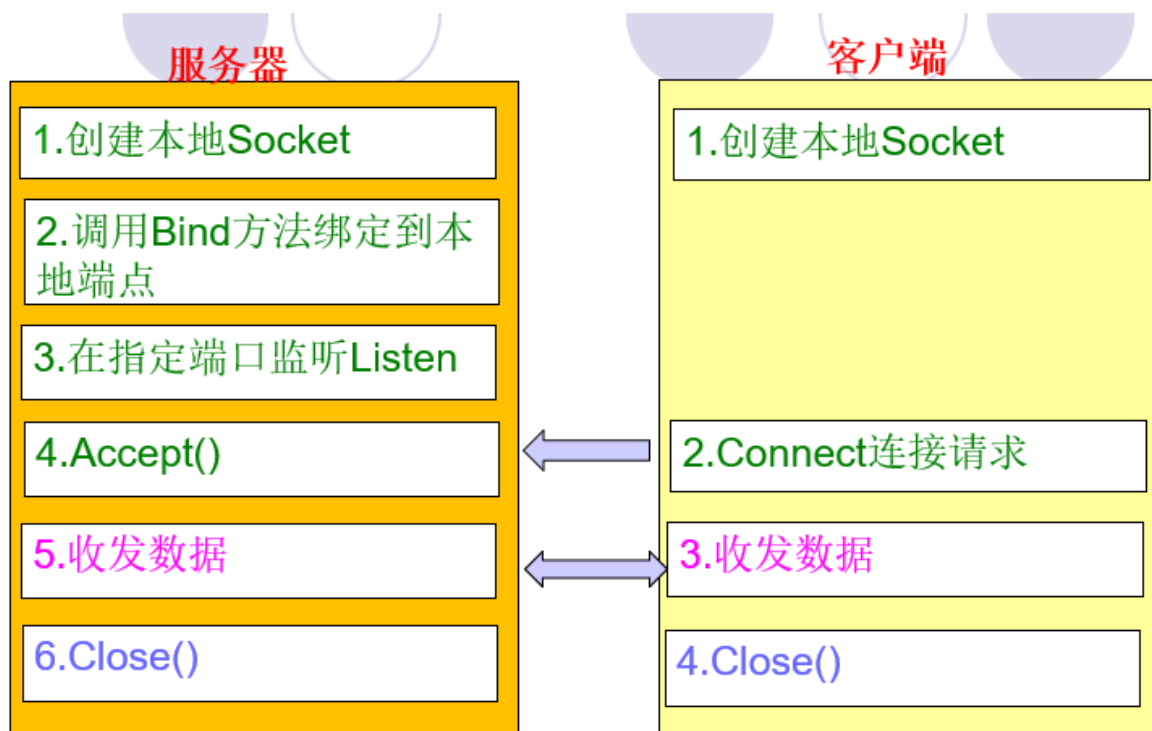 服务器
1.创建本地Socket
2.调用Bind方法绑定到本
地端点
3.在指定端口监听Listen
4.Accept()
5.收发数据
6.Close()
客户端
1.创建本地Socket
2.Connect连接请求
3.收发数据
4.Close()